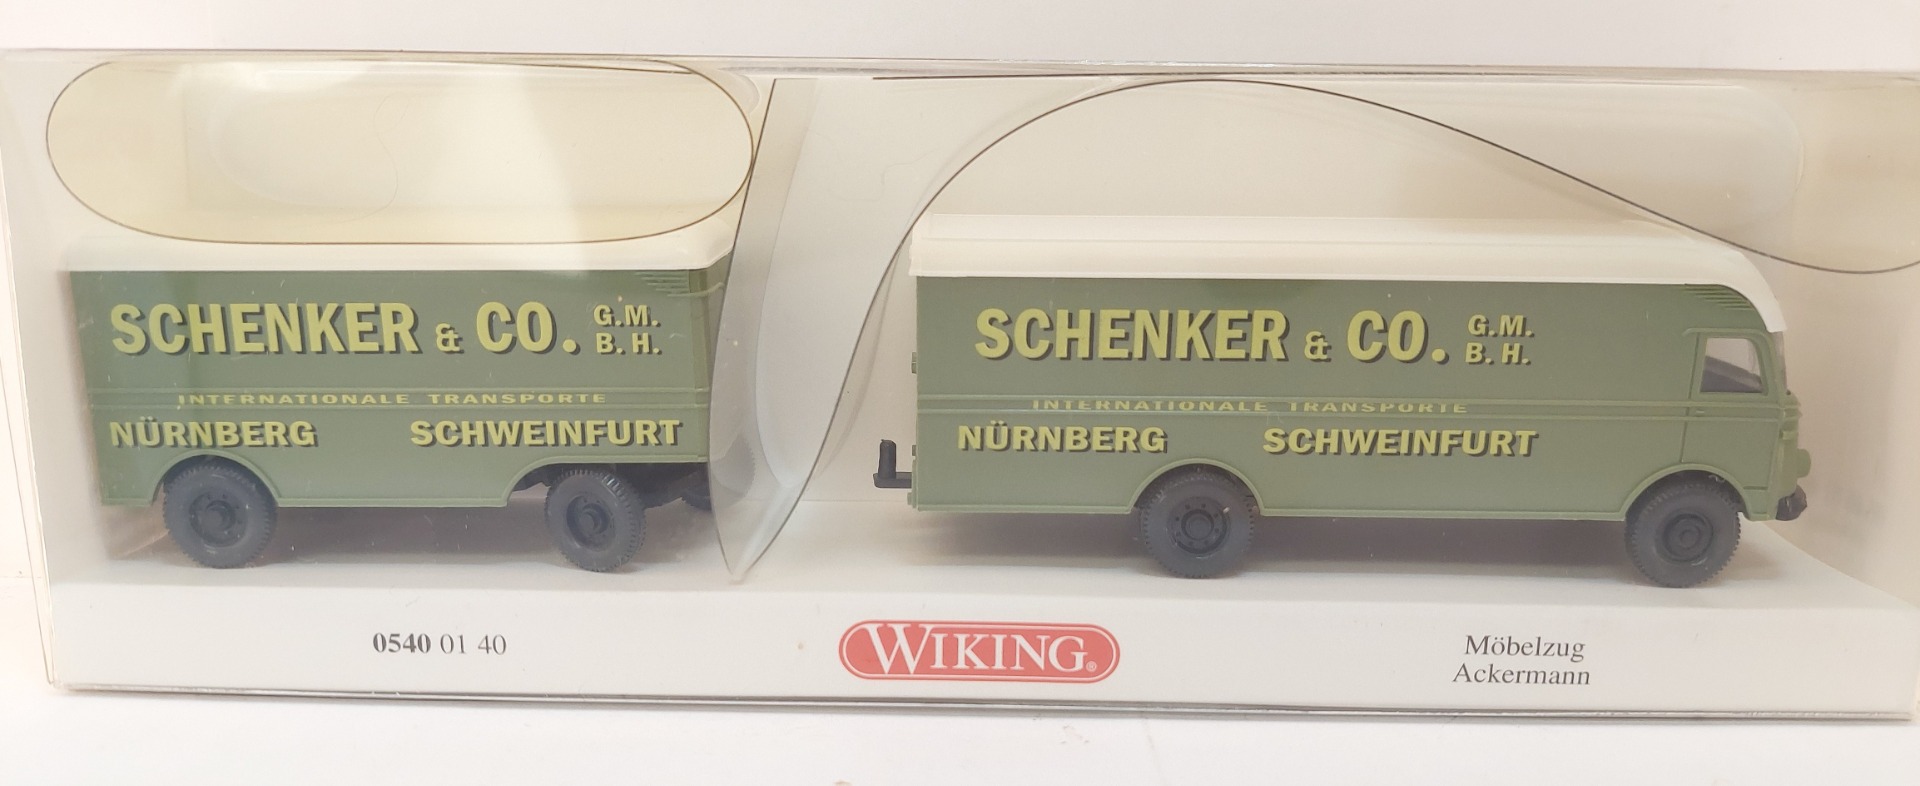 SCHENKER & CO. G.M.B.H.
INTERNATIONALE TRANSPORTE
NÜRNBERG SCHWEINFURT
SCHENKER & CO. G.M.B.H.
INTERNATIONALE TRANSPORTE
NÜRNBERG SCHWEINFURT
0540 01 40
WIKING®
Möbelzug
Ackermann